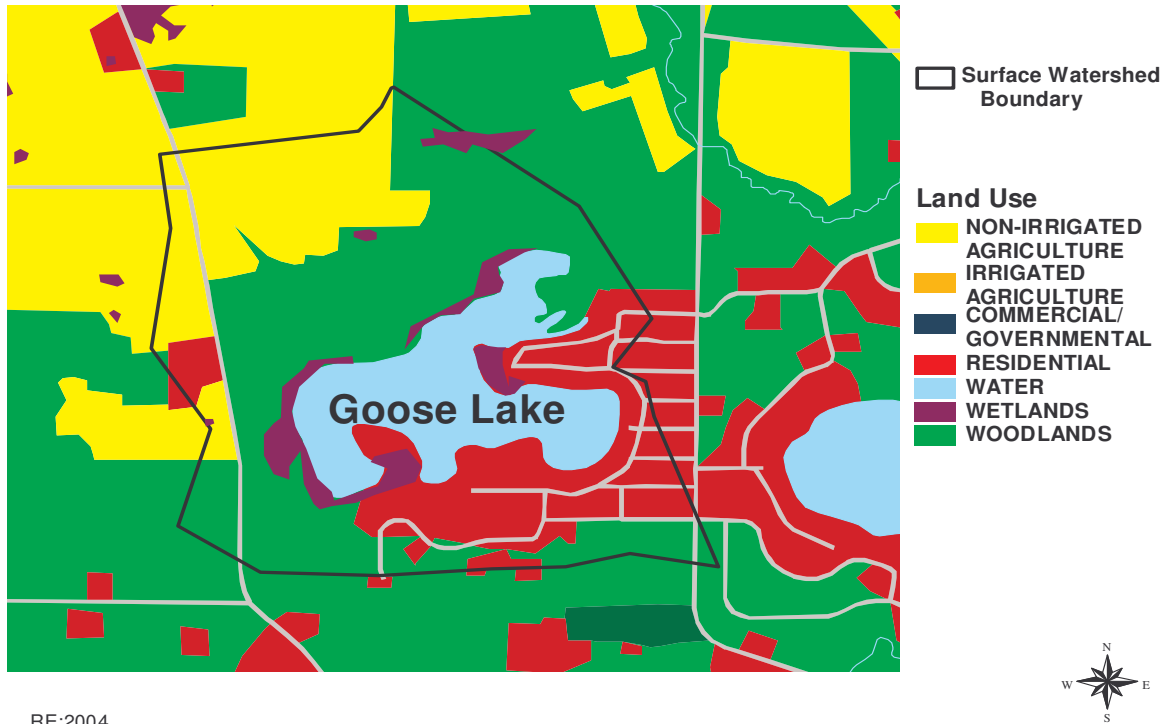 Surface Watershed
Boundary
Land Use
NON-IRRIGATED
AGRICULTURE
IRRIGATED
AGRICULTURE
COMMERCIAL/
GOVERNMENTAL
RESIDENTIAL
WATER
WETLANDS
WOODLANDS
Goose Lake
N
W E
S
RF:2004